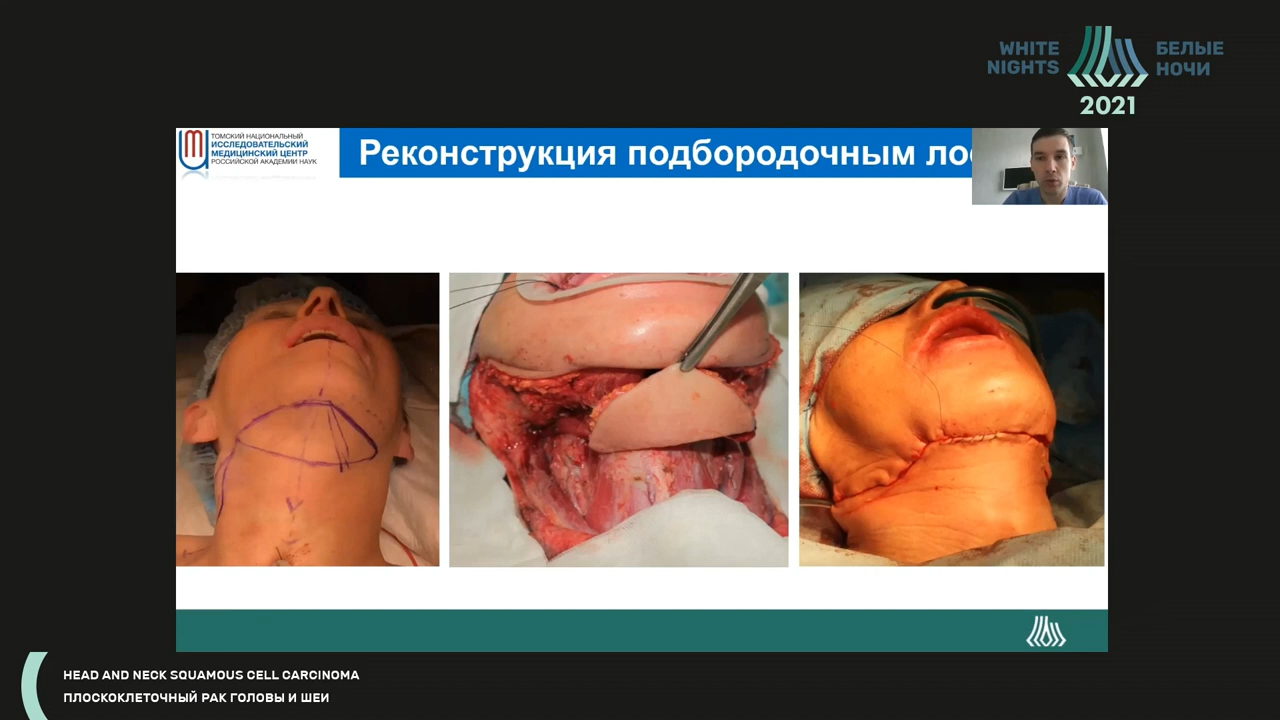 WHITE
NIGHTS
БЕЛЫЕ
НОЧИ
2021
ТОМСКИЙ НАЦИОНАЛЬНЫЙ
ИССЛЕДОВАТЕЛЬСКИЙ
МЕДИЦИНСКИЙ ЦЕНТР
РОССИЙСКОЙ АКАДЕМИИ НАУК
Реконструкция подбородочным
HEAD AND NECK SQUAMOUS CELL CARCINOMA
ПЛОСКОКЛЕТОЧНЫЙ РАК ГОЛОВЫ И ШЕИ